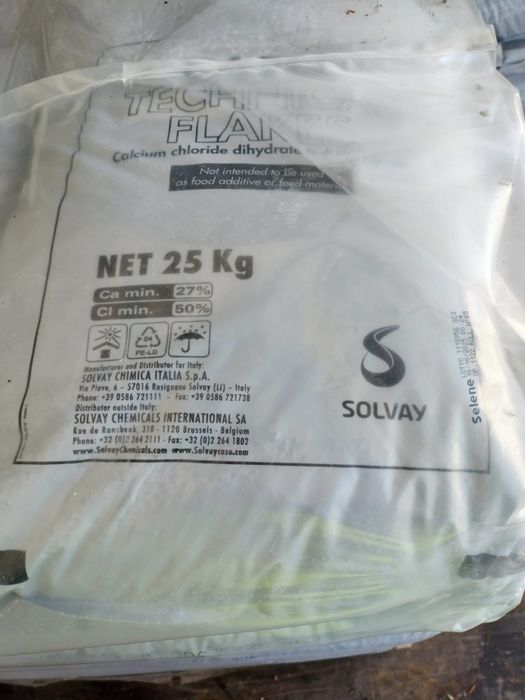 TECHNICAL
FLAKES
Calcium chloride dihydrate
Not intended to be used
as food additive or feed material
NET 25 Kg
Ca min. 27%
Cl min. 50%
04
PE-LD
Manufacturer and Distributor for Italy:
SOLVAY CHIMICA ITALIA S.p.A.
Via Piave, 6 - 57016 Rosignano Solvay (LI) - Italy
Phone: +39 0586 721111 - Fax: +39 0586 721738
Distributor outside Italy:
SOLVAY CHEMICALS INTERNATIONAL SA
Rue de Ransbeek, 310 - 1120 Brussels - Belgium
Phone: +32 (0)2 264 2111 - Fax: +32 (0)2 264 1802
www.SolvayChemicals.com www.Solvaycaso.com
SOLVAY
Selene